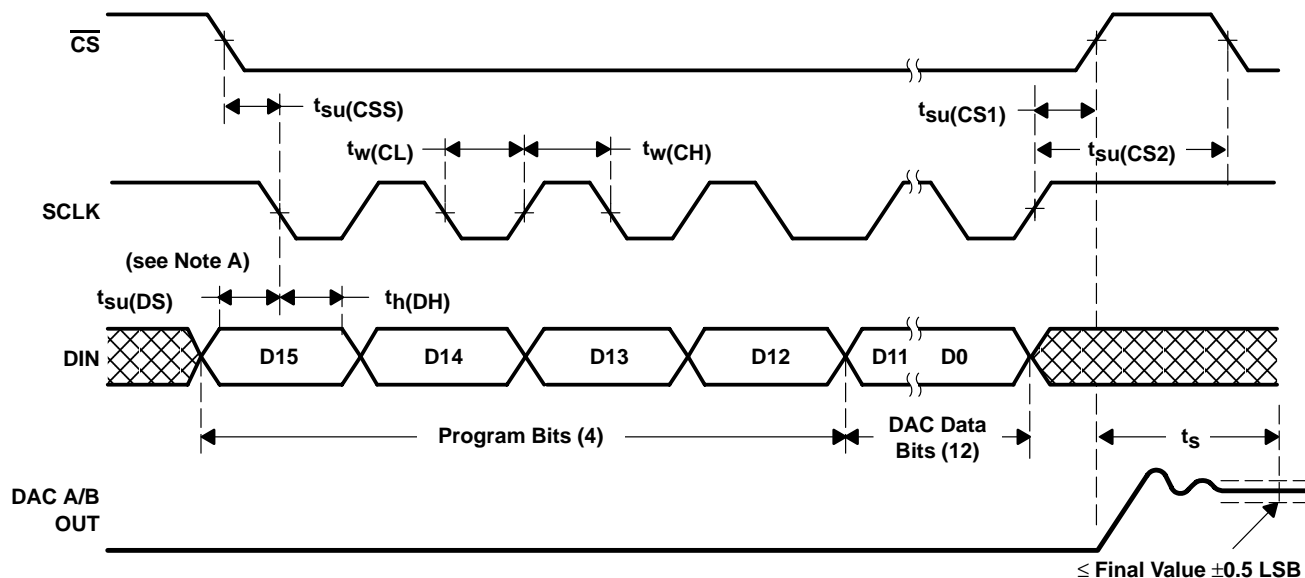 CS
tsu(CSS)
tsu(CS1)
tw(CL)
tw(CH)
tsu(CS2)
SCLK
(see Note A)
tsu(DS)
th(DH)
DIN
D15
D14
D13
D12
D11
D0
Program Bits (4)
DAC Data
Bits (12)
ts
DAC A/B
OUT
≤ Final Value ±0.5 LSB